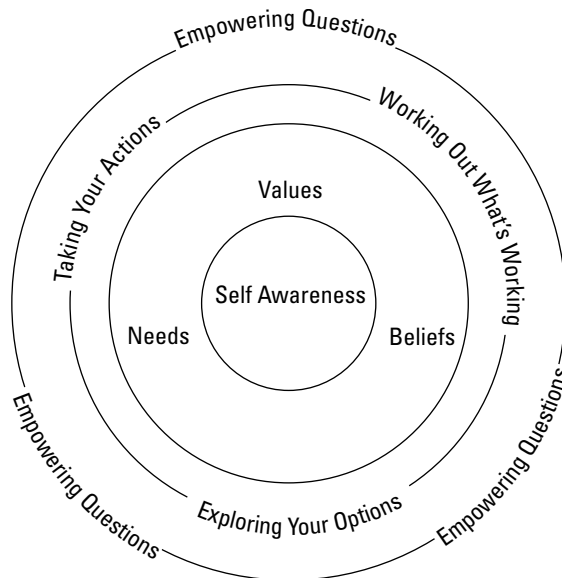 Empowering Questions
Working Out What's Working
Taking Your Actions
Values
Self Awareness
Needs
Beliefs
Empowering Questions
Empowering Questions
Exploring Your Options